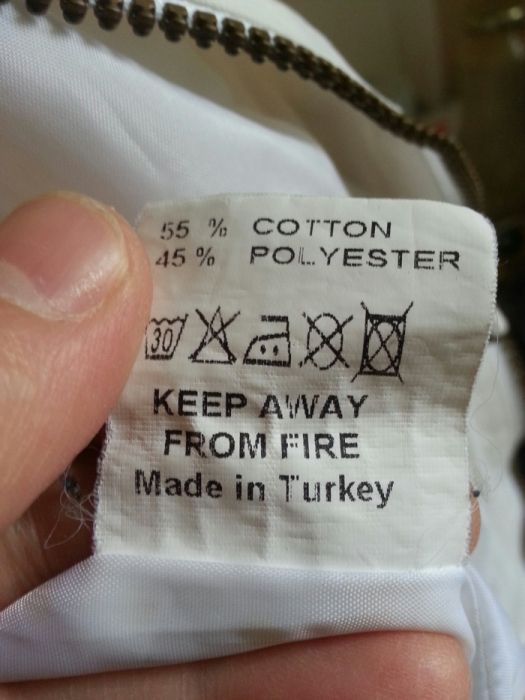 55 % COTTON
45 % POLYESTER
30
KEEP AWAY
FROM FIRE
Made in Turkey